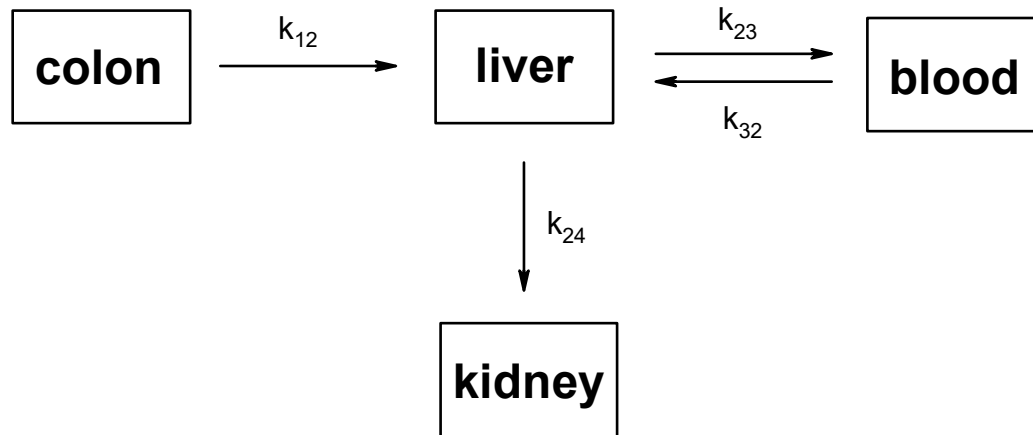 colon
k₁₂
liver
k₂₃
k₃₂
blood
k₂₄
kidney